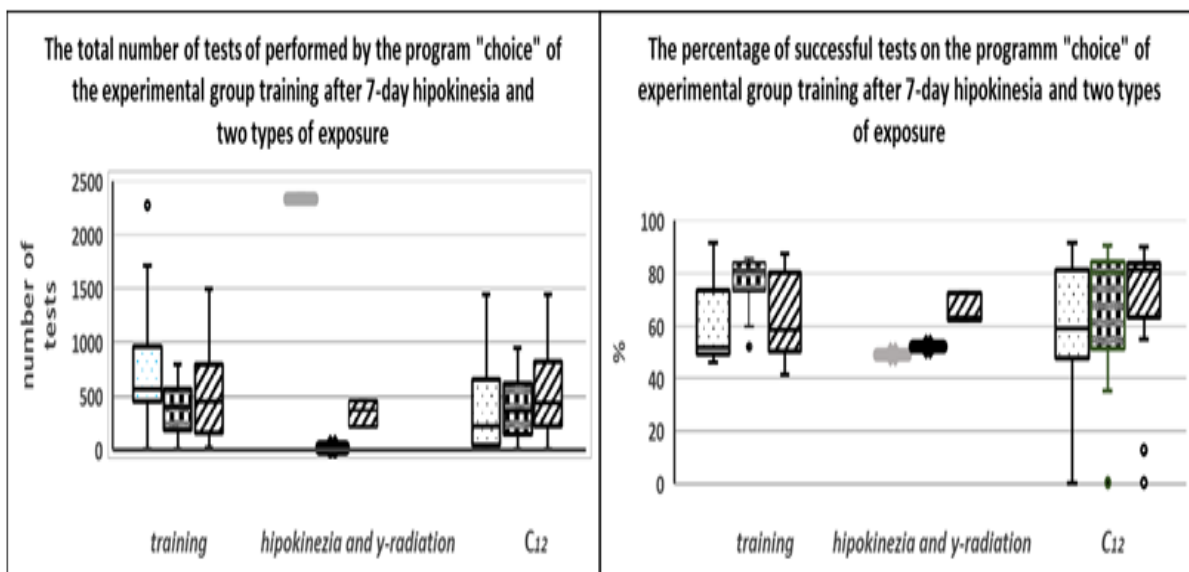 The total number of tests of performed by the program "choice" of
the experimental group training after 7-day hipokinesia and
two types of exposure
2500
2000
1500
1000
500
0
number of
tests
training
hipokinezia and y-radiation
C12
The percentage of successful tests on the programm "choice" of
experimental group training after 7-day hipokinesia and two types
of exposure
100
80
60
40
20
0
%
training
hipokinezia and y-radiation
C12